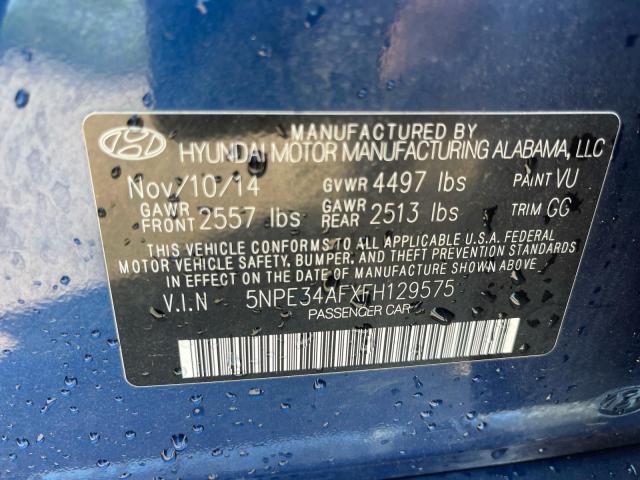 MANUFACTURED BY
HYUNDAI MOTOR MANUFACTURING ALABAMA, LLC
Nov/10/14 GVWR 4497 lbs PAINT VU
GAWR FRONT 2557 lbs GAWR REAR 2513 lbs TRIM GG
THIS VEHICLE CONFORMS TO ALL APPLICABLE U.S.A. FEDERAL
MOTOR VEHICLE SAFETY, BUMPER, AND THEFT PREVENTION STANDARDS
IN EFFECT ON THE DATE OF MANUFACTURE SHOWN ABOVE
V.I.N 5NPE34AFXFH129575
PASSENGER CAR